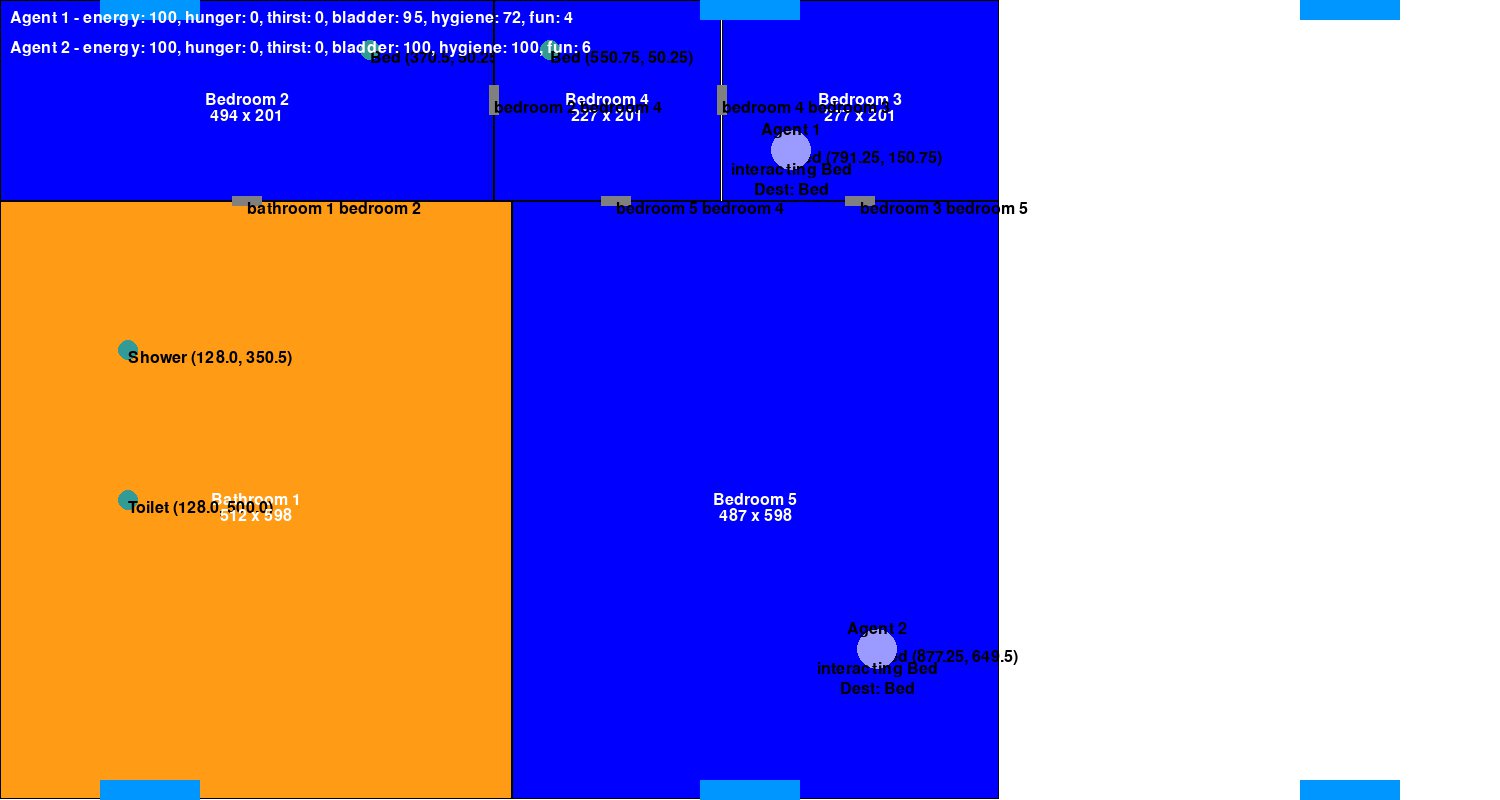 Agent 1 - energy: 100, hunger: 0, thirst: 0, bladder: 95, hygiene: 72, fun: 4
Agent 2 - energy: 100, hunger: 0, thirst: 0, bladder: 100, hygiene: 100, fun: 6
Bed (370.5, 50.25
Bed (550.75, 50.25)
Bedroom 2
494 x 201
Bedroom 4
227 x 201
Bedroom 3
277 x 201
bedroom 2 bedroom 4
bedroom 4 bedroom 3
Agent 1
d (791.25, 150.75)
interacting Bed
Dest: Bed
bathroom 1 bedroom 2
bedroom 5 bedroom 4
bedroom 3 bedroom 5
Shower (128.0, 350.5)
Toilet (128.0, 500.0)
Bathroom 1
512 x 598
Bedroom 5
487 x 598
Agent 2
d (877.25, 649.5)
interacting Bed
Dest: Bed